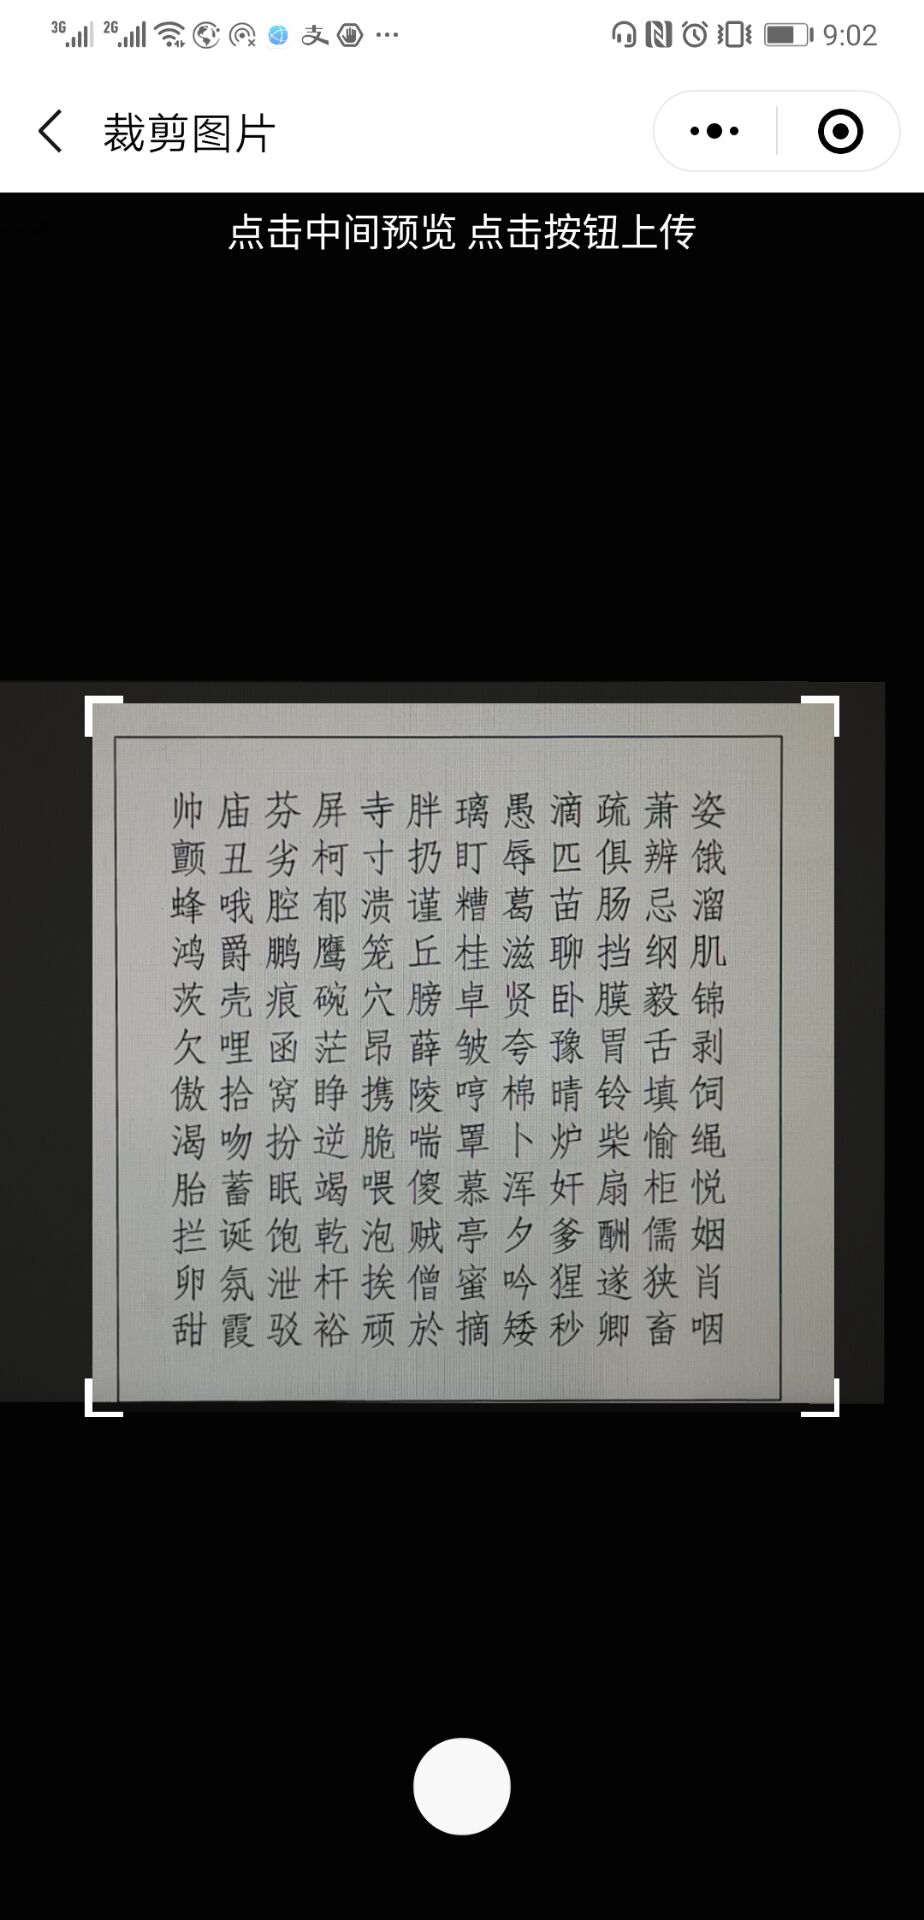 3G 2G 支 ... 9:02
裁剪图片
点击中间预览 点击按钮上传
帅庙芬屏寺胖璃愚滴疏萧姿
颤丑劣柯寸扔盯辱匹俱辨饿
蜂哦腔郁溃谨糟葛苗肠忌溜
鸿爵鹏鹰笼丘桂滋聊挡纲肌
茨壳痕碗穴膀卓贤卧膜毅锦
欠哩函茫昂薛皱夸豫胃舌剥
傲拾窝睁携陵哼棉晴铃填饲
渴吻扮逆脆喘罩卜炉柴愉绳
胎蓄眠竭喂傻慕浑奸扇柜悦
拦诞饱乾泡贼亭夕爹酬儒姻
卵氛泄杆挨僧蜜吟猩遂狭肖
甜霞驳裕顽於摘矮秒卿畜咽